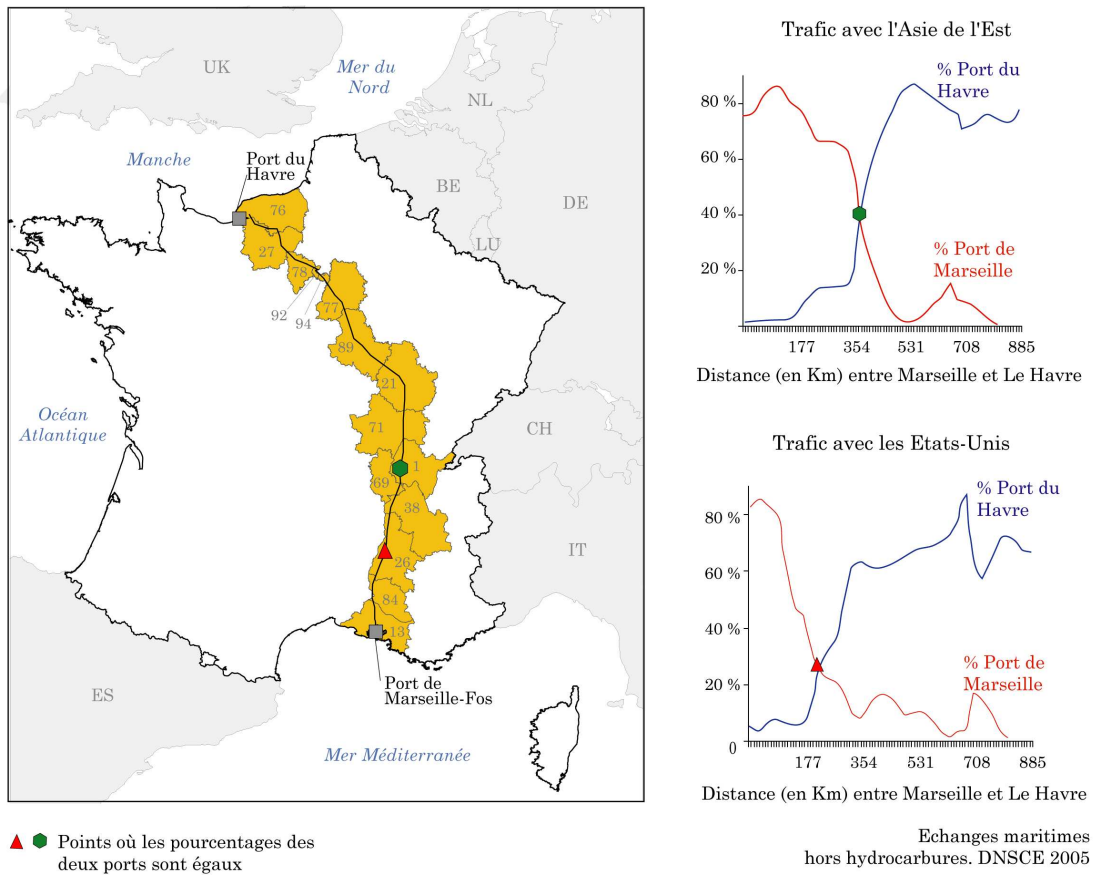 UK
Mer du
Nord
NL
Manche
Port du
Havre
BE
DE
LU
76
27
78
92
94
77
89
21
71
Océan
Atlantique
CH
1
69
38
IT
26
84
13
Port de
Marseille-Fos
ES
Mer Méditerranée
Points où les pourcentages des
deux ports sont égaux
Trafic avec l'Asie de l'Est
% Port du
Havre
80 %
60 %
40 %
20 %
% Port de
Marseille
177 354 531 708 885
Distance (en Km) entre Marseille et Le Havre
Trafic avec les Etats-Unis
% Port du
Havre
80 %
60 %
40 %
20 %
0
% Port de
Marseille
177 354 531 708 885
Distance (en Km) entre Marseille et Le Havre
Echanges maritimes
hors hydrocarbures. DNSCE 2005